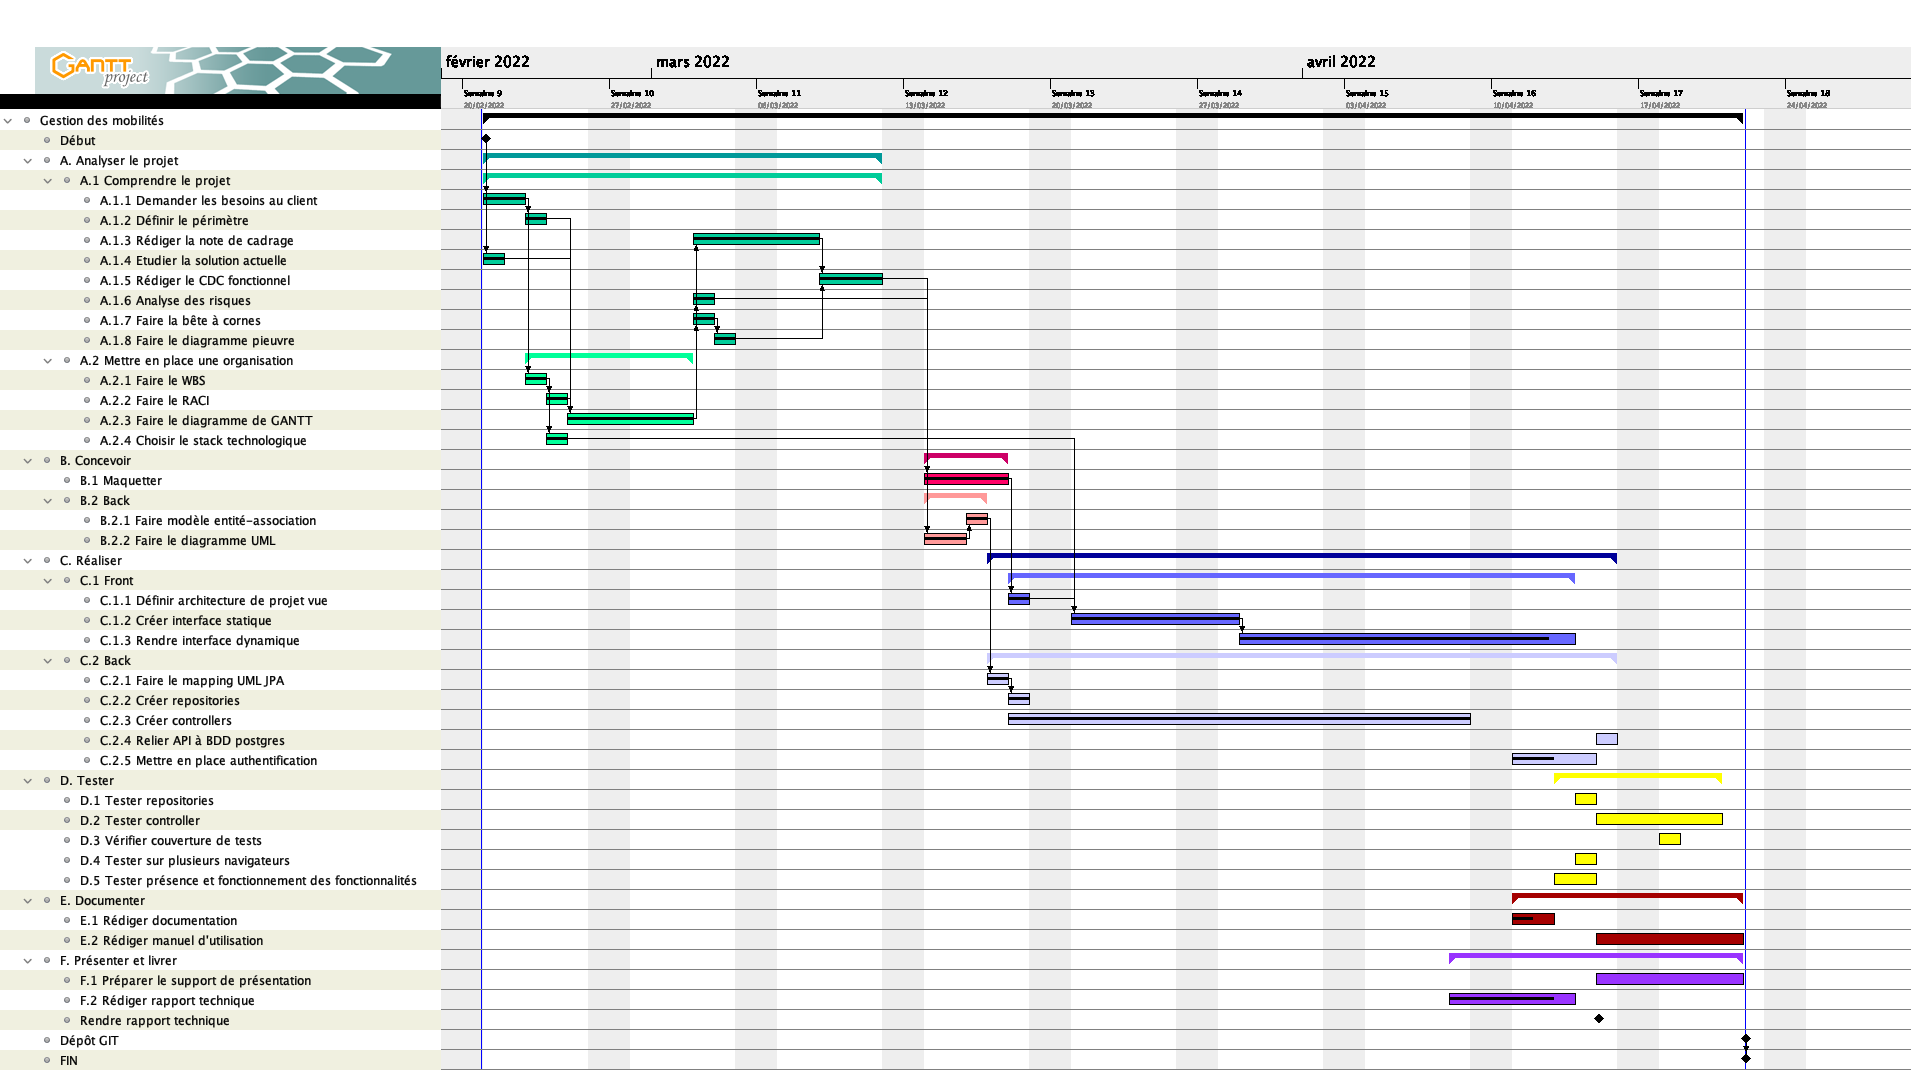 GANTT
project
février 2022
mars 2022
avril 2022
Semaine 9
Semaine 10
Semaine 11
Semaine 12
Semaine 13
Semaine 14
Semaine 15
Semaine 16
Semaine 17
Semaine 18
20/02/2022
27/02/2022
06/03/2022
13/03/2022
20/03/2022
27/03/2022
03/04/2022
10/04/2022
17/04/2022
24/04/2022
Gestion des mobilités
Début
A. Analyser le projet
A.1 Comprendre le projet
A.1.1 Demander les besoins au client
A.1.2 Définir le périmètre
A.1.3 Rédiger la note de cadrage
A.1.4 Etudier la solution actuelle
A.1.5 Rédiger le CDC fonctionnel
A.1.6 Analyse des risques
A.1.7 Faire la bête à cornes
A.1.8 Faire le diagramme pieuvre
A.2 Mettre en place une organisation
A.2.1 Faire le WBS
A.2.2 Faire le RACI
A.2.3 Faire le diagramme de GANTT
A.2.4 Choisir le stack technologique
B. Concevoir
B.1 Maquetter
B.2 Back
B.2.1 Faire modèle entité-association
B.2.2 Faire le diagramme UML
C. Réaliser
C.1 Front
C.1.1 Définir architecture de projet vue
C.1.2 Créer interface statique
C.1.3 Rendre interface dynamique
C.2 Back
C.2.1 Faire le mapping UML JPA
C.2.2 Créer repositories
C.2.3 Créer controllers
C.2.4 Relier API à BDD postgres
C.2.5 Mettre en place authentification
D. Tester
D.1 Tester repositories
D.2 Tester controller
D.3 Vérifier couverture de tests
D.4 Tester sur plusieurs navigateurs
D.5 Tester présence et fonctionnement des fonctionnalités
E. Documenter
E.1 Rédiger documentation
E.2 Rédiger manuel d'utilisation
F. Présenter et livrer
F.1 Préparer le support de présentation
F.2 Rédiger rapport technique
Rendre rapport technique
Dépôt GIT
FIN